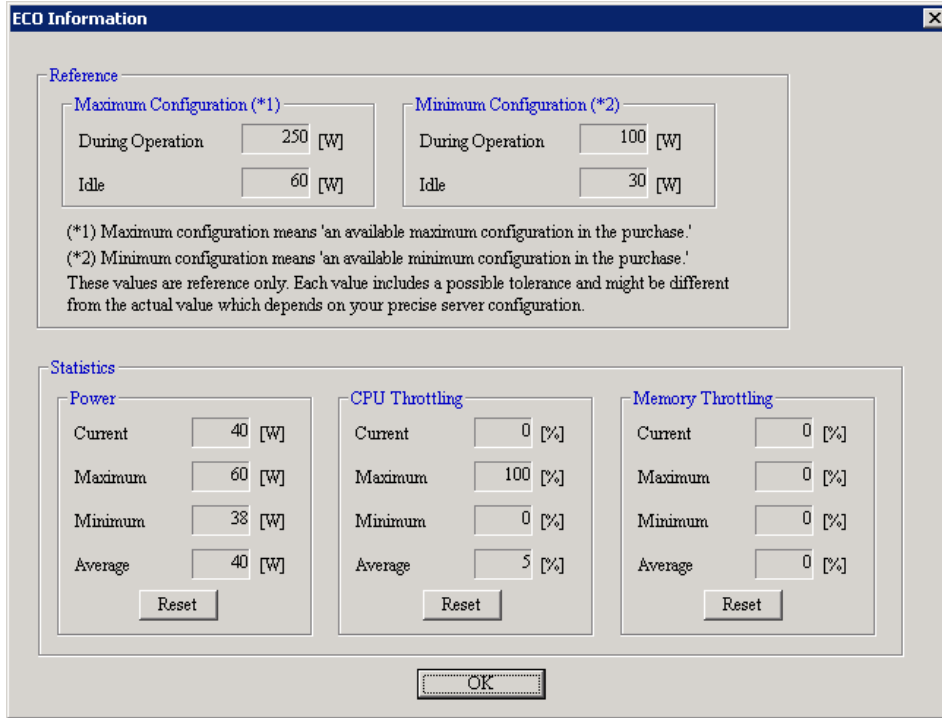 ECO Information
Reference
Maximum Configuration (*1)
During Operation 250 [W]
Idle 60 [W]
Minimum Configuration (*2)
During Operation 100 [W]
Idle 30 [W]
(*1) Maximum configuration means 'an available maximum configuration in the purchase.'
(*2) Minimum configuration means 'an available minimum configuration in the purchase.'
These values are reference only. Each value includes a possible tolerance and might be different
from the actual value which depends on your precise server configuration.
Statistics
Power
Current 40 [W]
Maximum 60 [W]
Minimum 38 [W]
Average 40 [W]
Reset
CPU Throttling
Current 0 [%]
Maximum 100 [%]
Minimum 0 [%]
Average 5 [%]
Reset
Memory Throttling
Current 0 [%]
Maximum 0 [%]
Minimum 0 [%]
Average 0 [%]
Reset
OK